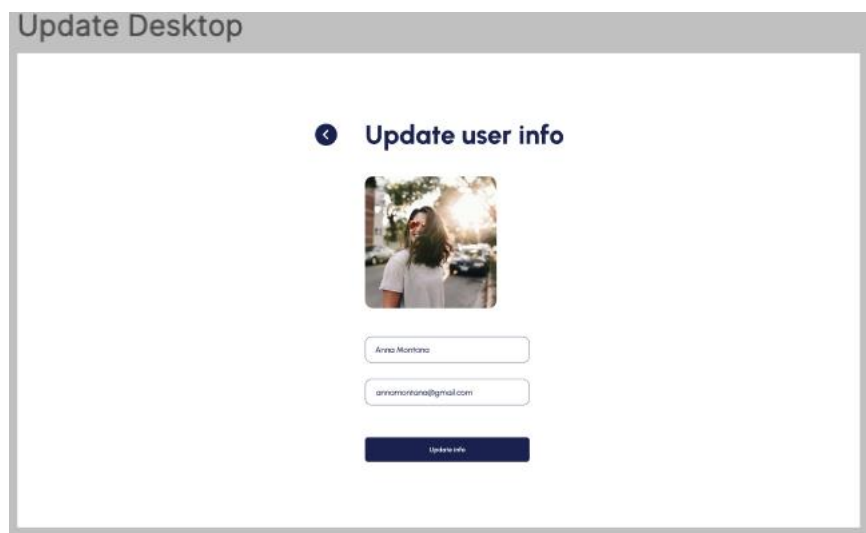 Update Desktop
Update user info
Anna Montana
annamontana@gmail.com
Update info